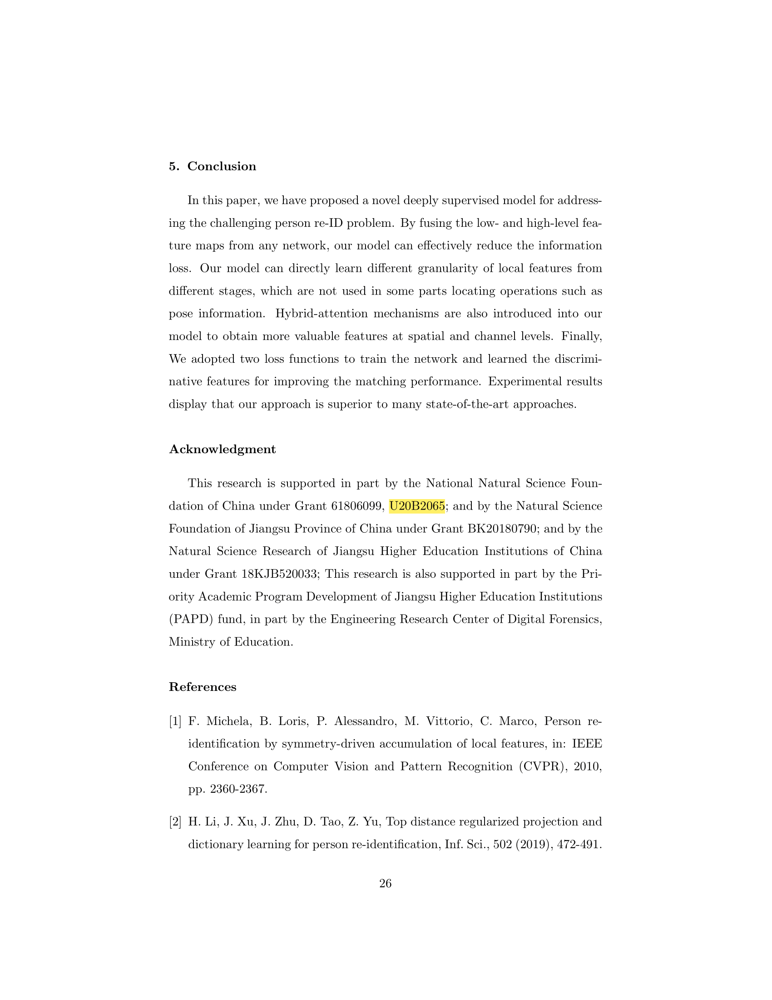 5. Conclusion
In this paper, we have proposed a novel deeply supervised model for address-
ing the challenging person re-ID problem. By fusing the low- and high-level fea-
ture maps from any network, our model can effectively reduce the information
loss. Our model can directly learn different granularity of local features from
different stages, which are not used in some parts locating operations such as
pose information. Hybrid-attention mechanisms are also introduced into our
model to obtain more valuable features at spatial and channel levels. Finally,
We adopted two loss functions to train the network and learned the discrimi-
native features for improving the matching performance. Experimental results
display that our approach is superior to many state-of-the-art approaches.
Acknowledgment
This research is supported in part by the National Natural Science Foun-
dation of China under Grant 61806099, U20B2065; and by the Natural Science
Foundation of Jiangsu Province of China under Grant BK20180790; and by the
Natural Science Research of Jiangsu Higher Education Institutions of China
under Grant 18KJB520033; This research is also supported in part by the Pri-
ority Academic Program Development of Jiangsu Higher Education Institutions
(PAPD) fund, in part by the Engineering Research Center of Digital Forensics,
Ministry of Education.
References
[1] F. Michela, B. Loris, P. Alessandro, M. Vittorio, C. Marco, Person re-
identification by symmetry-driven accumulation of local features, in: IEEE
Conference on Computer Vision and Pattern Recognition (CVPR), 2010,
pp. 2360-2367.
[2] H. Li, J. Xu, J. Zhu, D. Tao, Z. Yu, Top distance regularized projection and
dictionary learning for person re-identification, Inf. Sci., 502 (2019), 472-491.
26